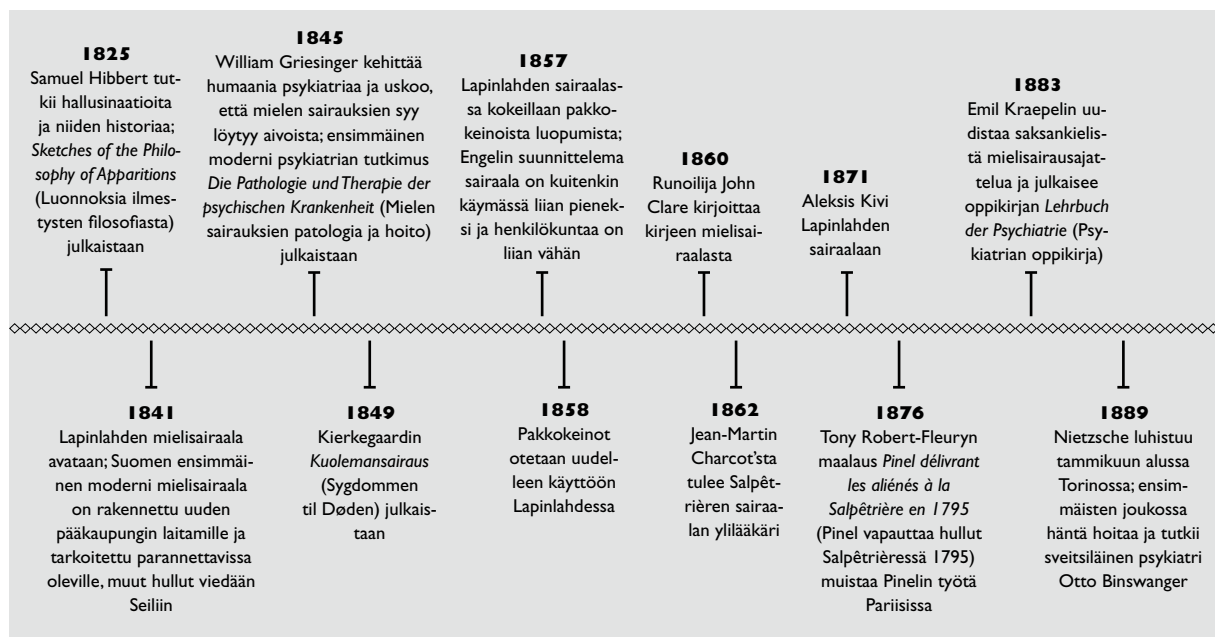 1825
Samuel Hibbert tut-
kii hallusinaatioita
ja niiden historiaa;
Sketches of the Philo-
sophy of Apparitions
(Luonnoksia ilmes-
tysten filosofiasta)
julkaistaan
1845
William Griesinger kehittää
humaania psykiatriaa ja uskoo,
että mielen sairauksien syy
löytyy aivoista; ensimmäinen
moderni psykiatrian tutkimus
Die Pathologie und Therapie der
psychischen Krankenheit (Mielen
sairauksien patologia ja hoito)
julkaistaan
1857
Lapinlahden sairaalas-
sa kokeillaan pakko-
keinoista luopumista;
Engelin suunnittelema
sairaala on kuitenkin
käymässä liian pienek-
si ja henkilökuntaa on
liian vähän
1860
Runoilija John
Clare kirjoittaa
kirjeen mielisai-
raalasta
1871
Aleksis Kivi
Lapinlahden
sairaalaan
1883
Emil Kraepelin uu-
distaa saksankielis-
tä mielisairausajat-
telua ja julkaisee
oppikirjan Lehrbuch
der Psychiatrie (Psy-
kiatrian oppikirja)
1841
Lapinlahden mielisairaala
avataan; Suomen ensimmäi-
nen moderni mielisairaala
on rakennettu uuden
pääkaupungin laitamille ja
tarkoitettu parannettavissa
oleville, muut hullut viedään
Seiliin
1849
Kierkegaardin
Kuolemansairaus
(Sygdommen
til Døden) julkais-
taan
1858
Pakkokeinot
otetaan uudel-
leen käyttöön
Lapinlahdessa
1862
Jean-Martin
Charcot'sta
tulee Salpêt-
rièren sairaa-
lan ylilääkäri
1876
Tony Robert-Fleuryn
maalaus Pinel délivrant
les aliénés à la
Salpêtrière en 1795
(Pinel vapauttaa hullut
Salpêtrièressä 1795)
muistaa Pinelin työtä
Pariisissa
1889
Nietzsche luhistuu
tammikuun alussa
Torinossa; ensim-
mäisten joukossa
häntä hoitaa ja tutkii
sveitsiläinen psykiatri
Otto Binswanger